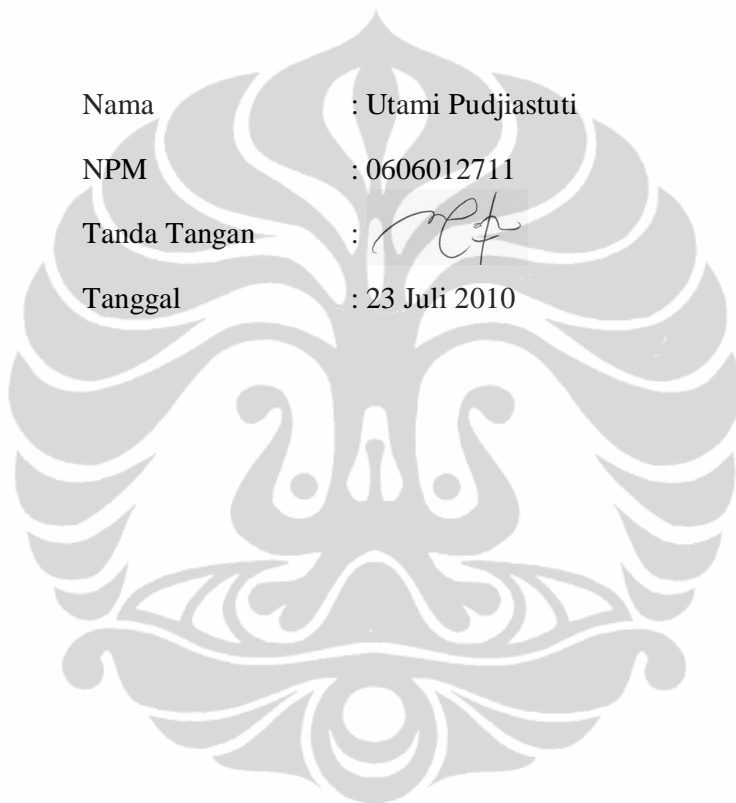 Nama : Utami Pudjiastuti
NPM : 0606012711
Tanda Tangan :
Tanggal : 23 Juli 2010